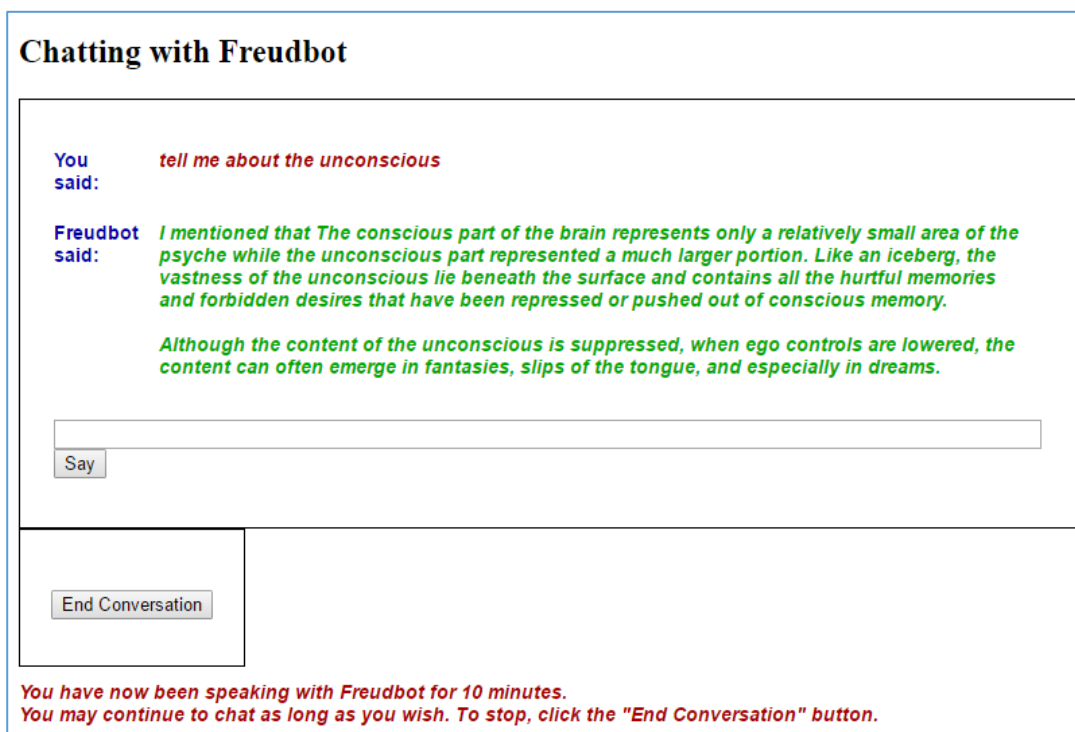 Chatting with Freudbot
You said:
tell me about the unconscious
Freudbot said:
I mentioned that The conscious part of the brain represents only a relatively small area of the
psyche while the unconscious part represented a much larger portion. Like an iceberg, the
vastness of the unconscious lie beneath the surface and contains all the hurtful memories
and forbidden desires that have been repressed or pushed out of conscious memory.
Although the content of the unconscious is suppressed, when ego controls are lowered, the
content can often emerge in fantasies, slips of the tongue, and especially in dreams.
Say
End Conversation
You have now been speaking with Freudbot for 10 minutes.
You may continue to chat as long as you wish. To stop, click the "End Conversation" button.